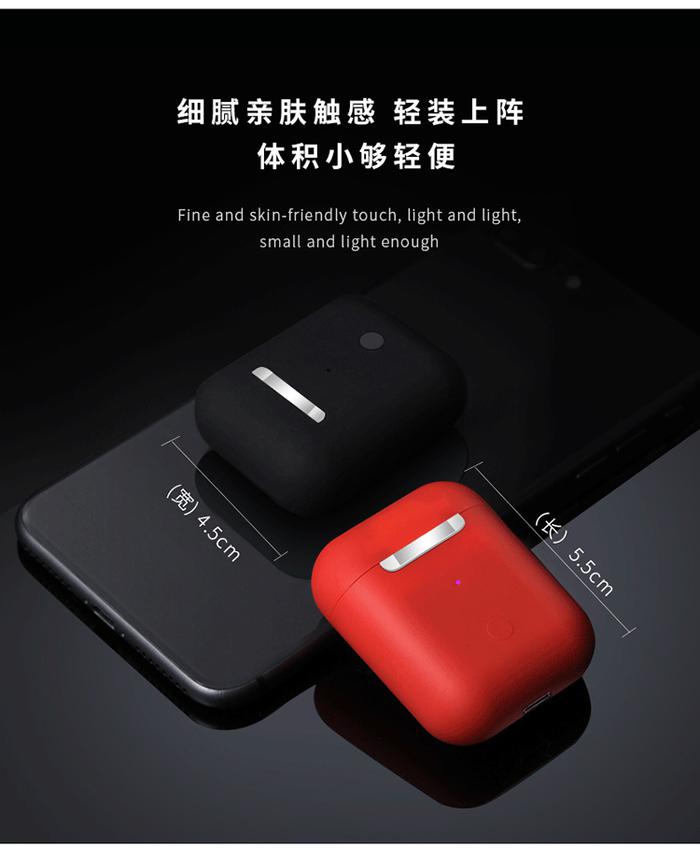 细腻亲肤触感 轻装上阵
体积小够轻便
Fine and skin-friendly touch, light and light,
small and light enough
(宽) 4.5cm
(长) 5.5cm